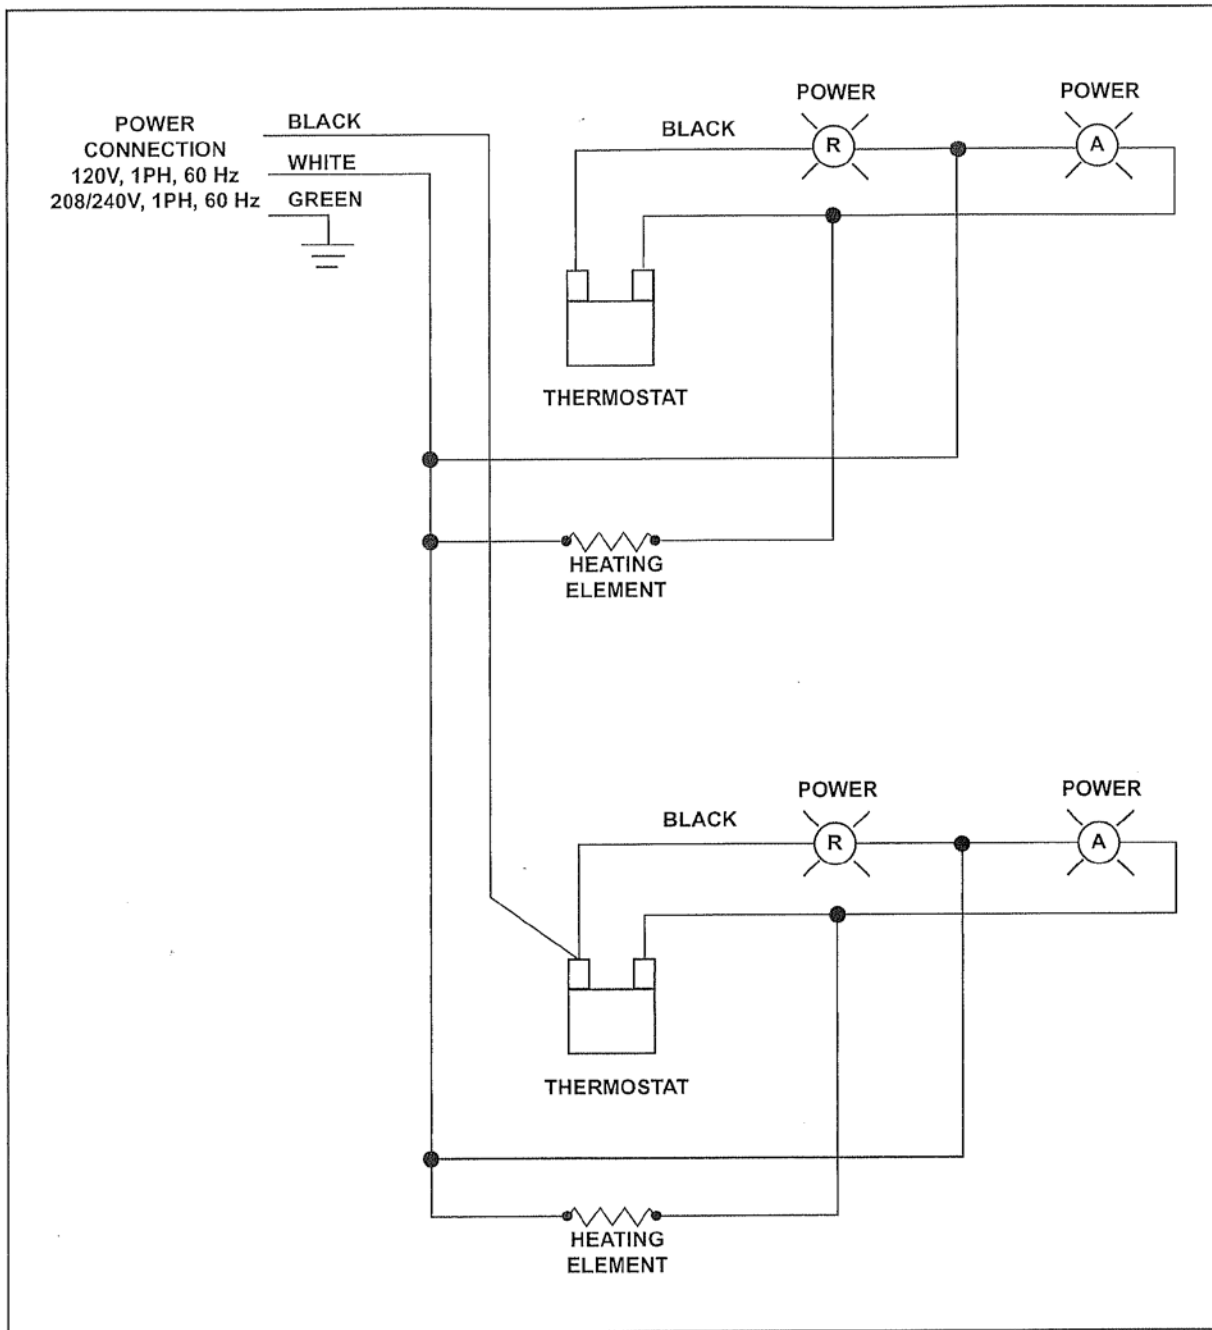 POWER
CONNECTION
120V, 1PH, 60 Hz
208/240V, 1PH, 60 Hz
BLACK
WHITE
GREEN
BLACK
POWER
R
POWER
A
THERMOSTAT
HEATING
ELEMENT
BLACK
POWER
R
POWER
A
THERMOSTAT
HEATING
ELEMENT